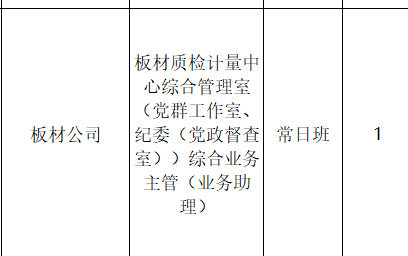 板材公司
板材质检计量中
心综合管理室
（党群工作室、
纪委（党政督查
室））综合业务
主管（业务助
理）
常日班
1